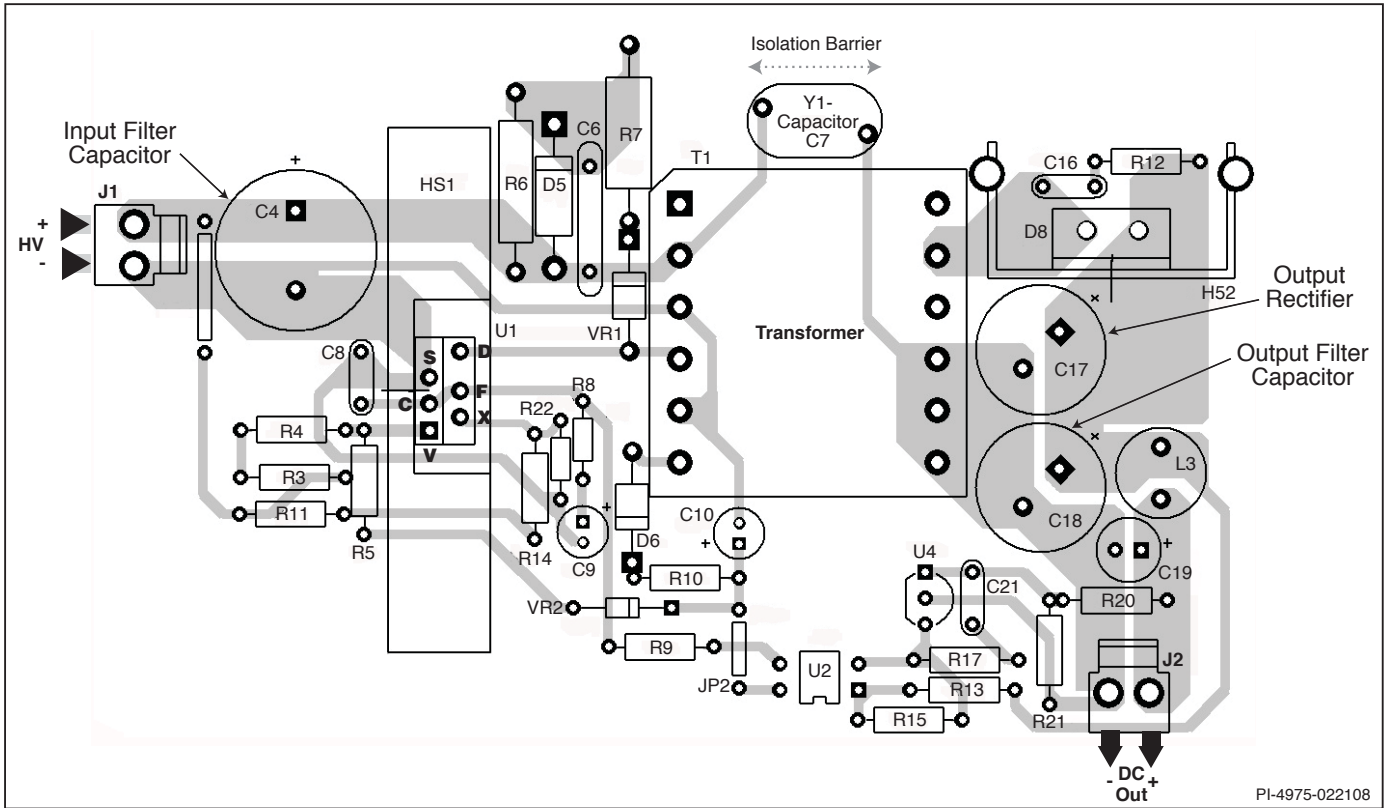 Isolation Barrier
Y1-
Capacitor
C7
Input Filter
Capacitor
+
J1
C4
+
HV
-
HS1
R6
D5
C6
R7
T1
C16
R12
D8
H52
Output
Rectifier
Transformer
VR1
U1
C8
S
D
C
F
X
V
R8
R22
C17
Output Filter
Capacitor
x
x
R4
R3
R11
R5
R14
+
C9
D6
C10
+
C18
L3
+
C19
U4
C21
R10
VR2
R20
R9
R17
J2
U2
JP2
R13
R15
R21
- DC +
Out
PI-4975-022108